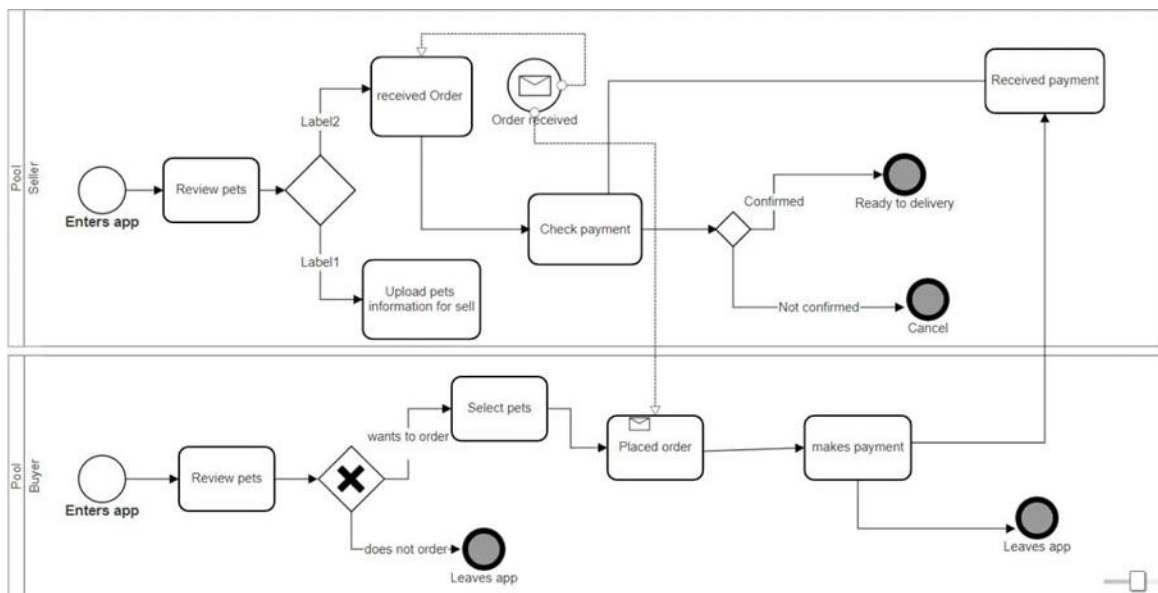 Pool
Seller
Enters app
Review pets
Label2
Label1
received Order
Order received
Upload pets
information for sell
Check payment
Received payment
Confirmed
Ready to delivery
Not confirmed
Cancel
Pool
Buyer
Enters app
Review pets
wants to order
does not order
Select pets
Leaves app
Placed order
makes payment
Leaves app